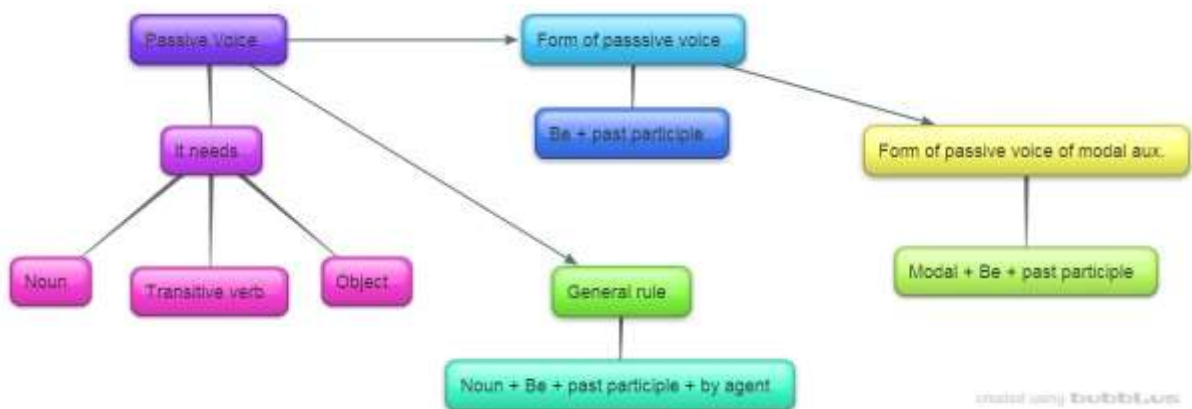 Passive Voice
Form of passsive voice
Be + past participle
It needs
Form of passive voice of modal aux.
Noun
Transitive verb
Object
General rule
Modal + Be + past participle
Noun + Be + past participle + by agent
created using bubbl.us